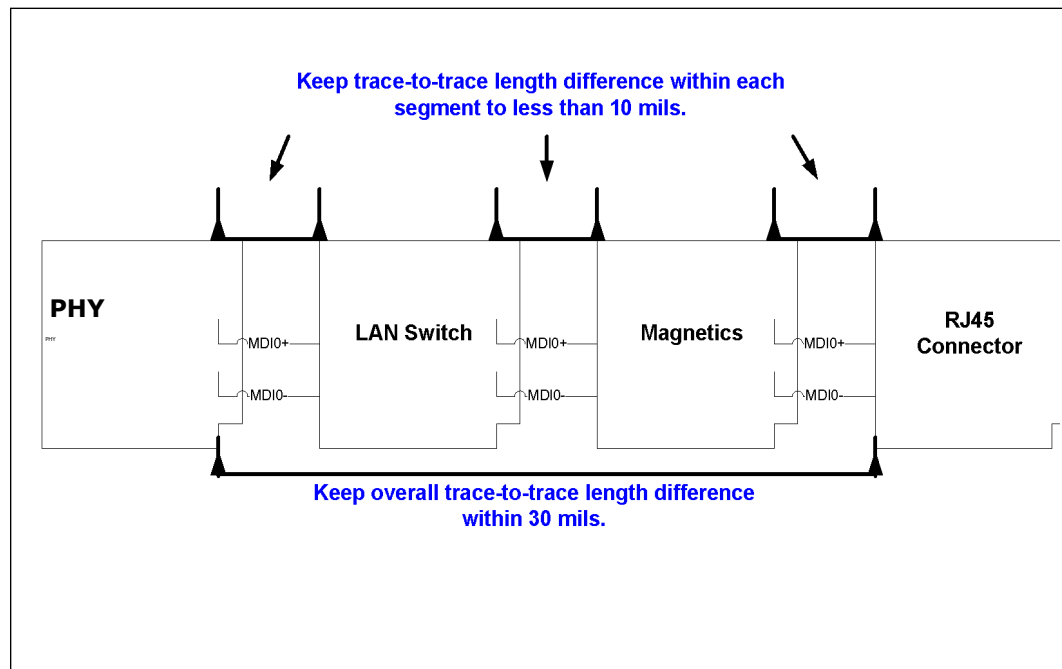 Keep trace-to-trace length difference within each
segment to less than 10 mils.
PHY
PHY
LAN Switch
Magnetics
RJ45
Connector
MDI0+
MDI0+
MDI0+
MDI0-
MDI0-
MDI0-
Keep overall trace-to-trace length difference
within 30 mils.